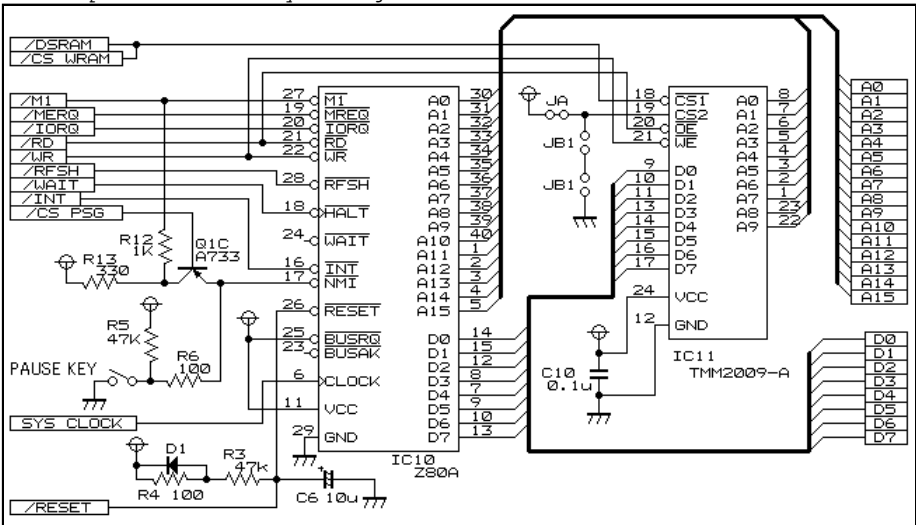 /DSRAM
/CS WRAM
/M1
/MERQ
/IORQ
/RD
/WR
/RFSH
/WAIT
/INT
/CS PSG
R12
1K
Q1C
A733
R13
330
R5
47K
R6
100
PAUSE KEY
SYS CLOCK
D1
R3
47K
R4 100
C6 10u
/RESET
27 M1
19 MREQ
20 IORQ
21 RD
22 WR
28 RFSH
18 HALT
24 WAIT
16 INT
17 NMI
26 RESET
25 BUSRQ
23 BUSAK
6 CLOCK
11 VCC
29 GND
A0 30
A1 31
A2 32
A3 33
A4 34
A5 35
A6 36
A7 37
A8 38
A9 39
A10 40
A11 1
A12 2
A13 3
A14 4
A15 5
D0 14
D1 15
D2 12
D3 8
D4 7
D5 9
D6 10
D7 13
IC10
Z80A
JA
JB1
JB1
18 CS1
19 CS2
20 OE
21 WE
9 D0
10 D1
11 D2
13 D3
14 D4
15 D5
16 D6
17 D7
24 VCC
12 GND
A0 8
A1 7
A2 6
A3 5
A4 4
A5 3
A6 2
A7 1
A8 23
A9 22
IC11
TMM2009-A
C10
0.1u
A0
A1
A2
A3
A4
A5
A6
A7
A8
A9
A10
A11
A12
A13
A14
A15
D0
D1
D2
D3
D4
D5
D6
D7